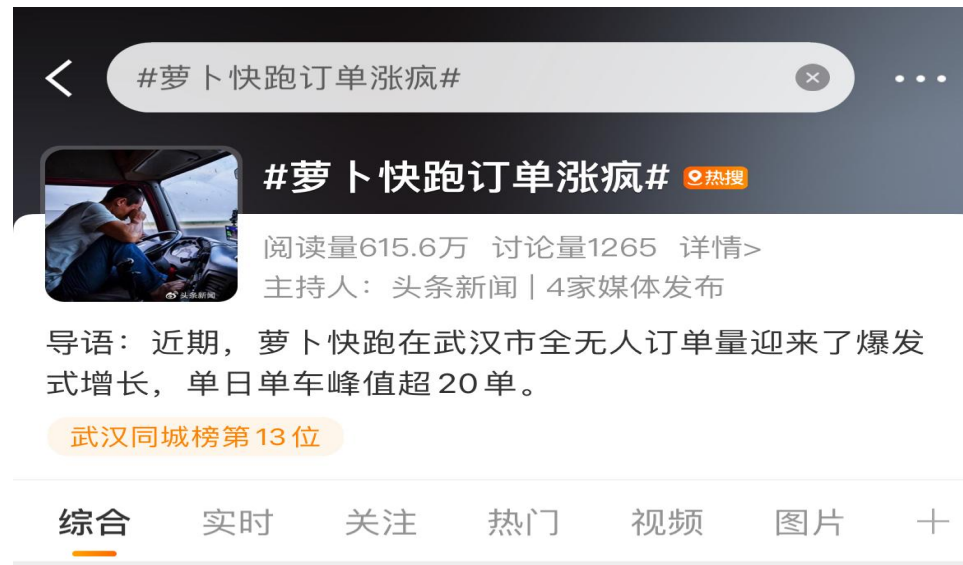 #萝卜快跑订单涨疯#
#萝卜快跑订单涨疯# 热搜
阅读量615.6万 讨论量1265 详情>
主持人：头条新闻 | 4家媒体发布
头条新闻
导语：近期，萝卜快跑在武汉市全无人订单量迎来了爆发
式增长，单日单车峰值超20单。
武汉同城榜第13位
综合 实时 关注 热门 视频 图片